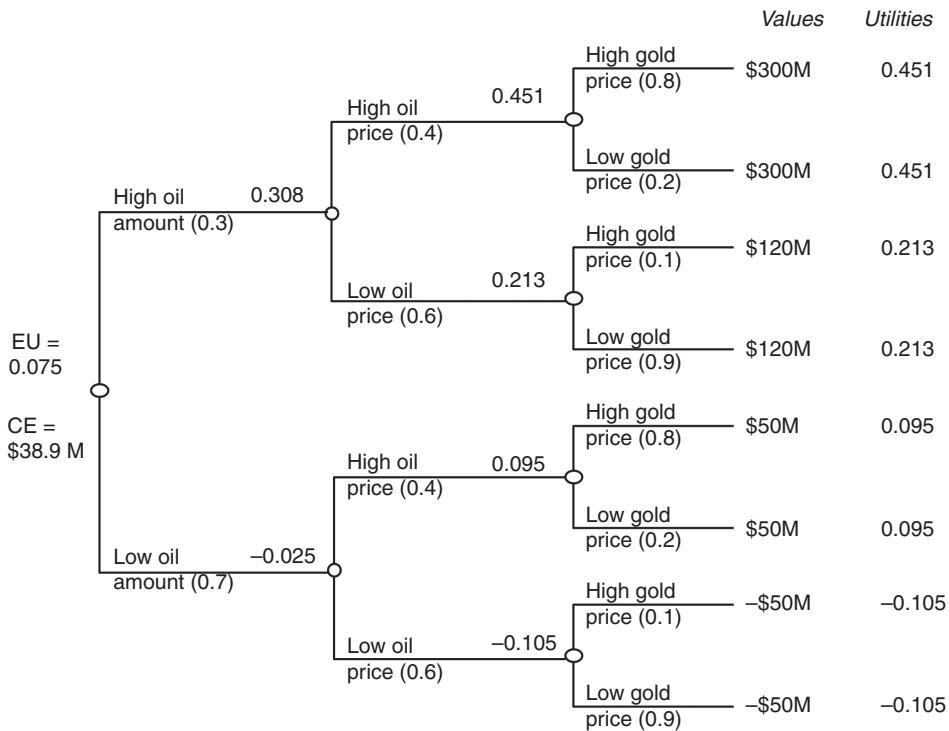 Values Utilities
High gold
price (0.8) $300M 0.451
0.451
High oil
price (0.4)
Low gold
price (0.2) $300M 0.451
High oil 0.308
amount (0.3)
High gold
price (0.1) $120M 0.213
0.213
Low oil
price (0.6)
Low gold
price (0.9) $120M 0.213
EU =
0.075
CE =
$38.9 M
High gold
price (0.8) $50M 0.095
High oil 0.095
price (0.4)
Low gold
price (0.2) $50M 0.095
Low oil –0.025
amount (0.7)
High gold
price (0.1) –$50M –0.105
Low oil –0.105
price (0.6)
Low gold
price (0.9) –$50M –0.105